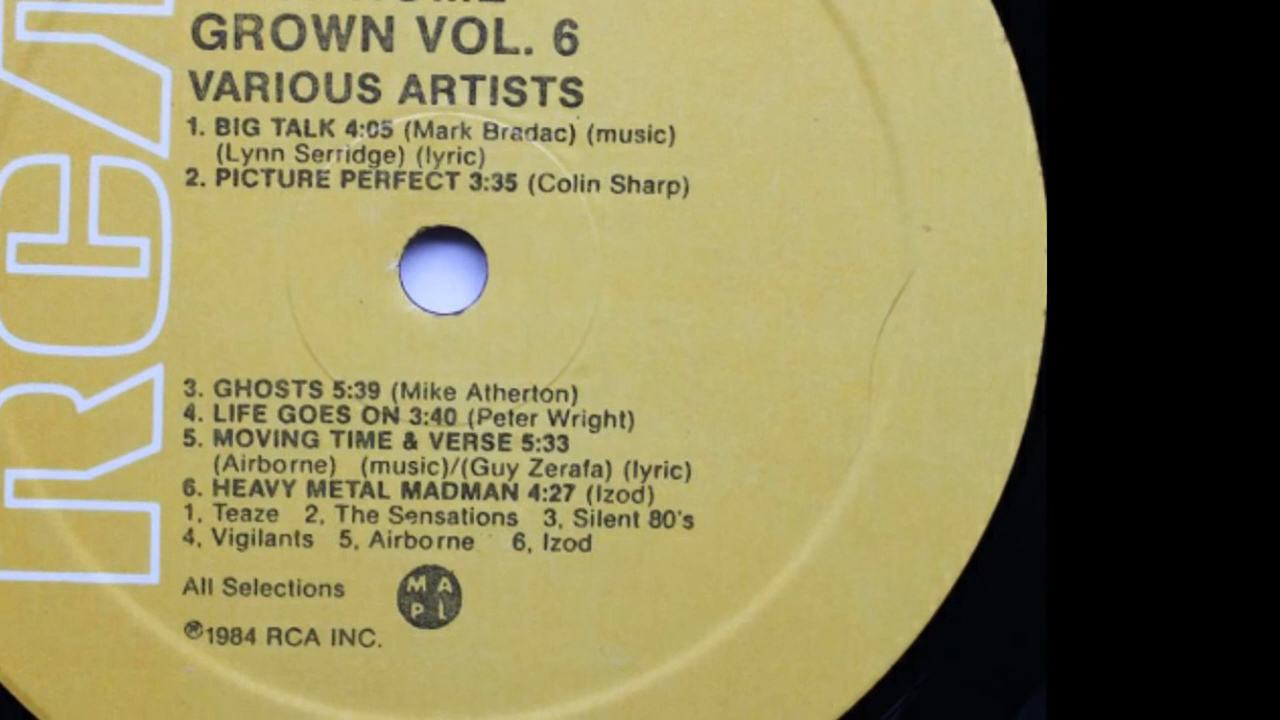 HOME
GROWN VOL. 6
VARIOUS ARTISTS
1. BIG TALK 4:05 (Mark Bradac) (music)
(Lynn Serridge) (lyric)
2. PICTURE PERFECT 3:35 (Colin Sharp)
3. GHOSTS 5:39 (Mike Atherton)
4. LIFE GOES ON 3:40 (Peter Wright)
5. MOVING TIME & VERSE 5:33
(Airborne) (music)/(Guy Zerafa) (lyric)
6. HEAVY METAL MADMAN 4:27 (Izod)
1, Teaze 2, The Sensations 3, Silent 80's
4, Vigilants 5, Airborne 6, Izod
All Selections
M A
P L
℗1984 RCA INC.
RCA